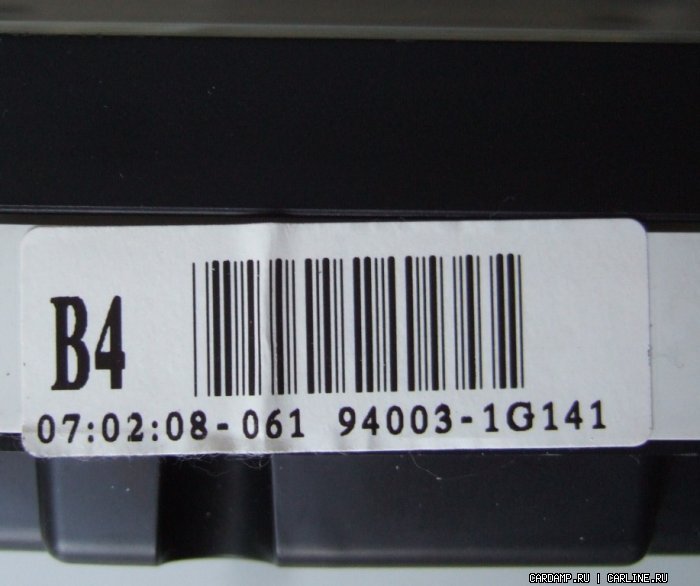 B4
07:02:08-061 94003-1G141
CARDAMP.RU | CARLINE.RU